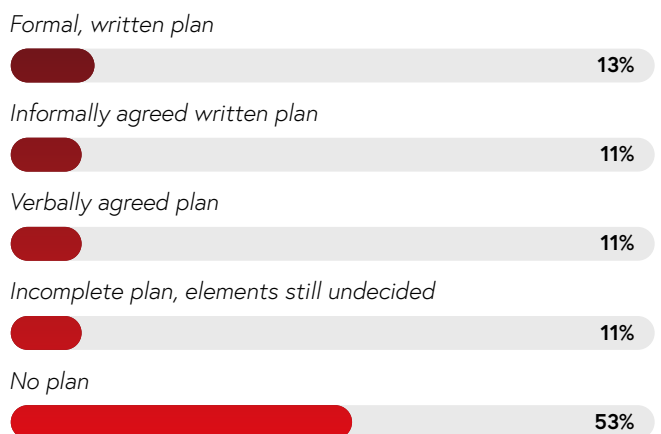 Formal, written plan
13%
Informally agreed written plan
11%
Verbally agreed plan
11%
Incomplete plan, elements still undecided
11%
No plan
53%